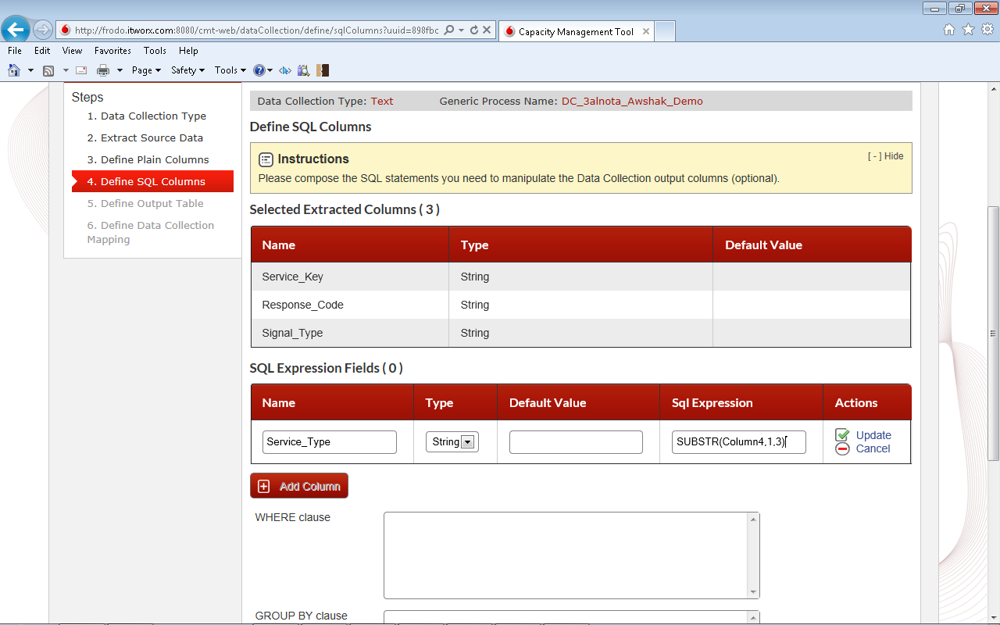 http://frodo.itworx.com:8080/cmt-web/dataCollection/define/sqlColumns?uuid=898fbc
Capacity Management Tool
File Edit View Favorites Tools Help
Page Safety Tools
Steps
1. Data Collection Type
2. Extract Source Data
3. Define Plain Columns
4. Define SQL Columns
5. Define Output Table
6. Define Data Collection
Mapping
Data Collection Type: Text Generic Process Name: DC_3alnota_Awshak_Demo
Define SQL Columns
Instructions [ - ] Hide
Please compose the SQL statements you need to manipulate the Data Collection output columns (optional).
Selected Extracted Columns ( 3 )
Name Type Default Value
Service_Key String
Response_Code String
Signal_Type String
SQL Expression Fields ( 0 )
Name Type Default Value Sql Expression Actions
Service_Type String SUBSTR(Column4,1,3) Update
Cancel
Add Column
WHERE clause
GROUP BY clause